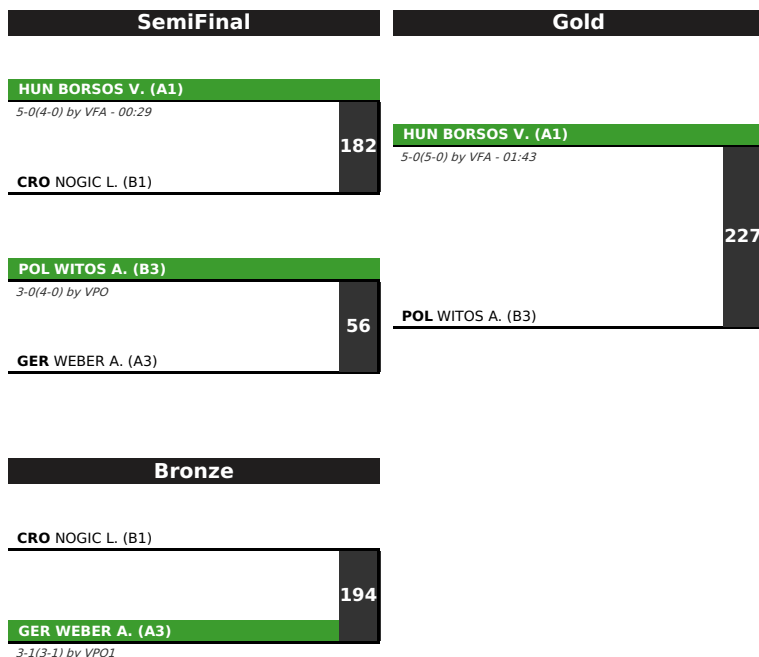 SemiFinal
HUN BORSOS V. (A1)
5-0(4-0) by VFA - 00:29
182
CRO NOGIC L. (B1)
POL WITOS A. (B3)
3-0(4-0) by VPO
56
GER WEBER A. (A3)
Gold
HUN BORSOS V. (A1)
5-0(5-0) by VFA - 01:43
227
POL WITOS A. (B3)
Bronze
CRO NOGIC L. (B1)
194
GER WEBER A. (A3)
3-1(3-1) by VPO1